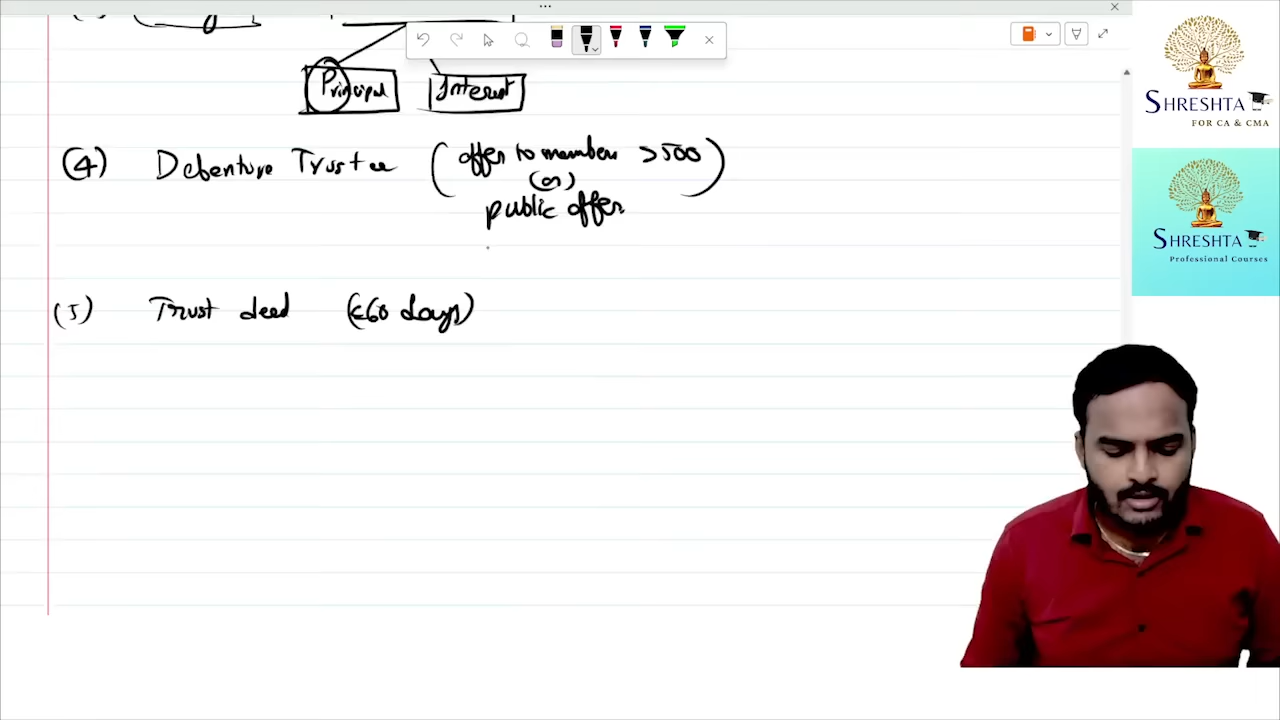 Principal
Interest
(4) Debenture Trustee (offer to members >500
(or)
public offer)
(5) Trust deed (≤60 days)
SHRESHTA
FOR CA & CMA
SHRESHTA
Professional Courses